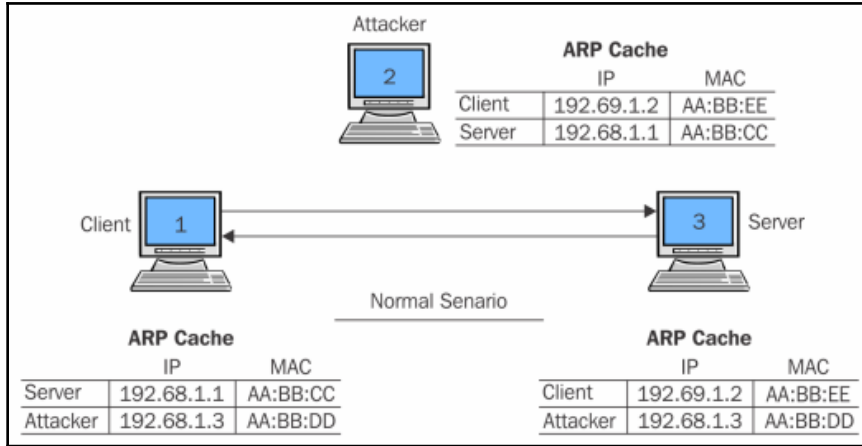 Attacker
2
ARP Cache
IP MAC
Client 192.69.1.2 AA:BB:EE
Server 192.68.1.1 AA:BB:CC
Client 1
3 Server
Normal Senario
ARP Cache
IP MAC
Server 192.68.1.1 AA:BB:CC
Attacker 192.68.1.3 AA:BB:DD
ARP Cache
IP MAC
Client 192.69.1.2 AA:BB:EE
Attacker 192.68.1.3 AA:BB:DD